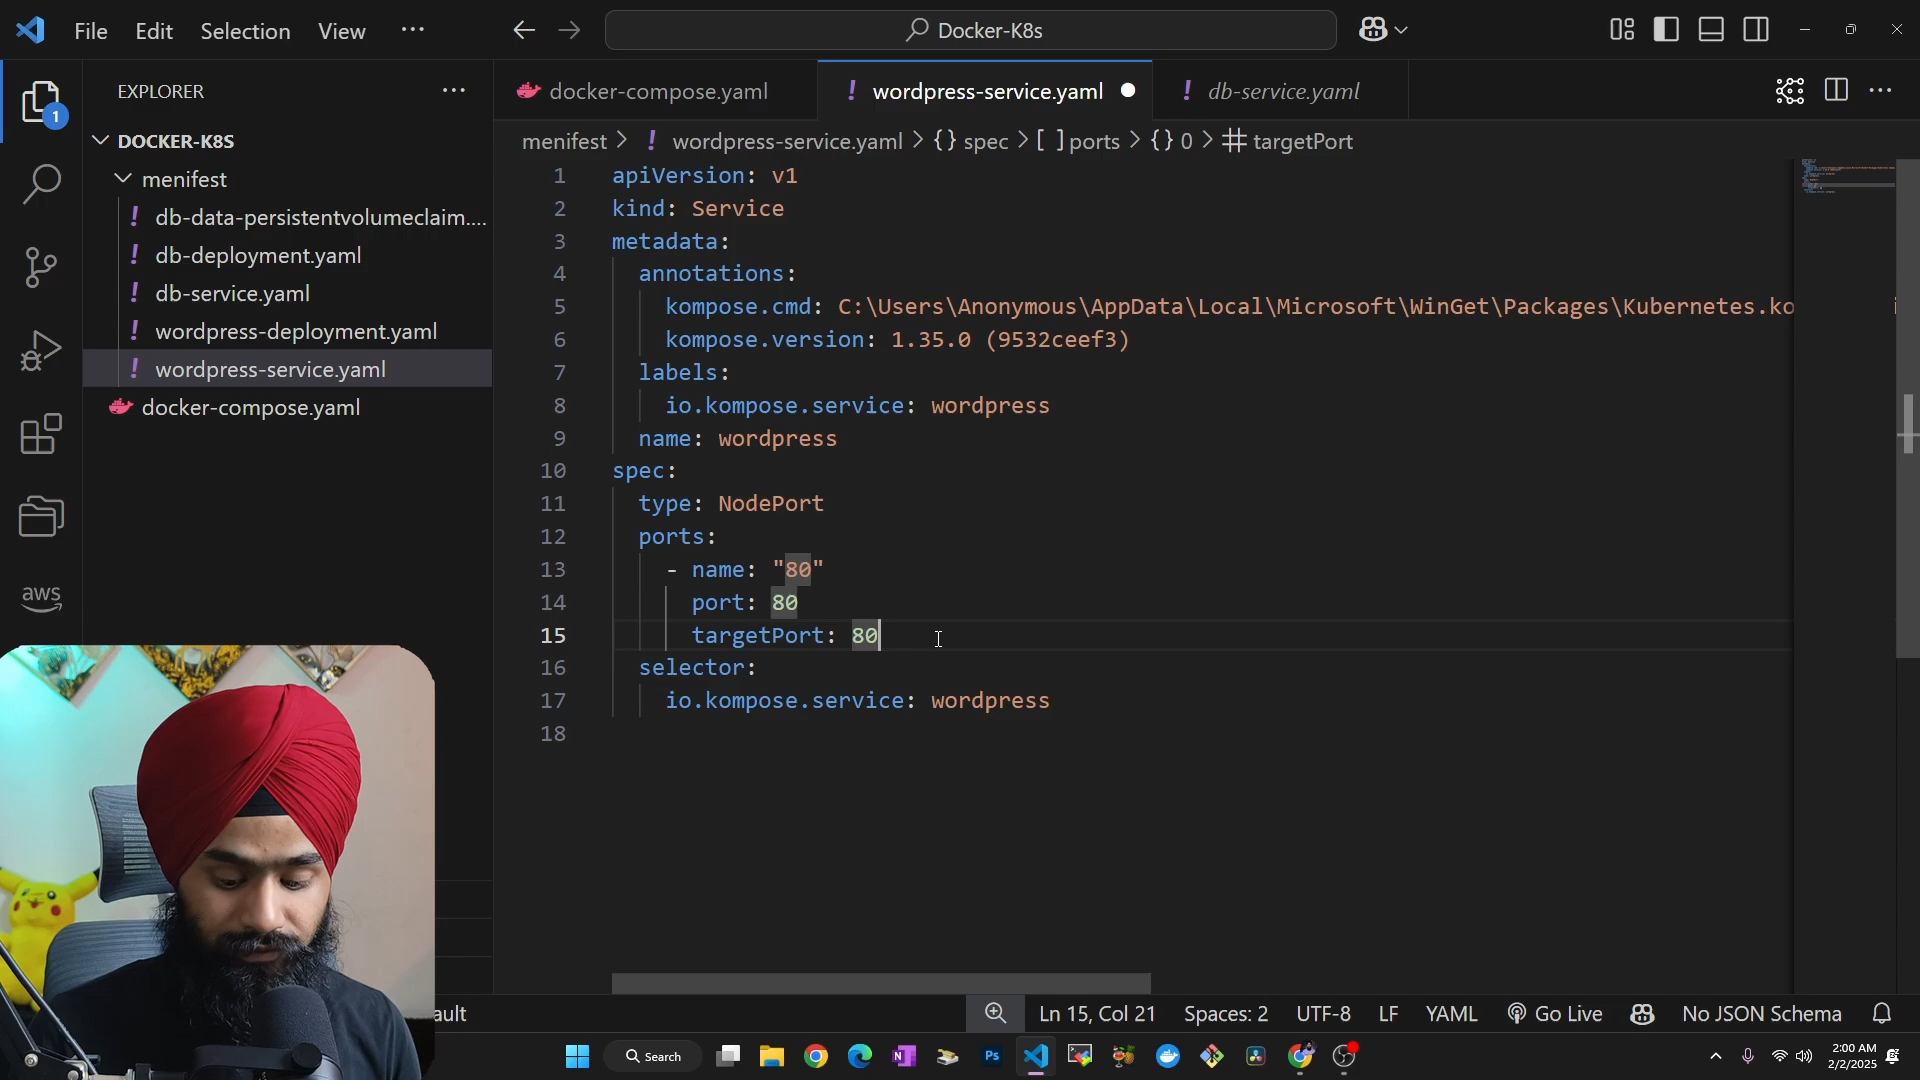 File Edit Selection View ···
Docker-K8s
EXPLORER ···
1
DOCKER-K8S
menifest
! db-data-persistentvolumeclaim....
! db-deployment.yaml
! db-service.yaml
! wordpress-deployment.yaml
! wordpress-service.yaml
docker-compose.yaml
aws
docker-compose.yaml ! wordpress-service.yaml ! db-service.yaml ···
menifest > ! wordpress-service.yaml > {} spec > [ ] ports > {} 0 > # targetPort
1 apiVersion: v1
2 kind: Service
3 metadata:
4 annotations:
5 kompose.cmd: C:\Users\Anonymous\AppData\Local\Microsoft\WinGet\Packages\Kubernetes.ko
6 kompose.version: 1.35.0 (9532ceef3)
7 labels:
8 io.kompose.service: wordpress
9 name: wordpress
10 spec:
11 type: NodePort
12 ports:
13 - name: "80"
14 port: 80
15 targetPort: 80
16 selector:
17 io.kompose.service: wordpress
18
ault Ln 15, Col 21 Spaces: 2 UTF-8 LF YAML Go Live No JSON Schema
Search Ps 2:00 AM
2/2/2025